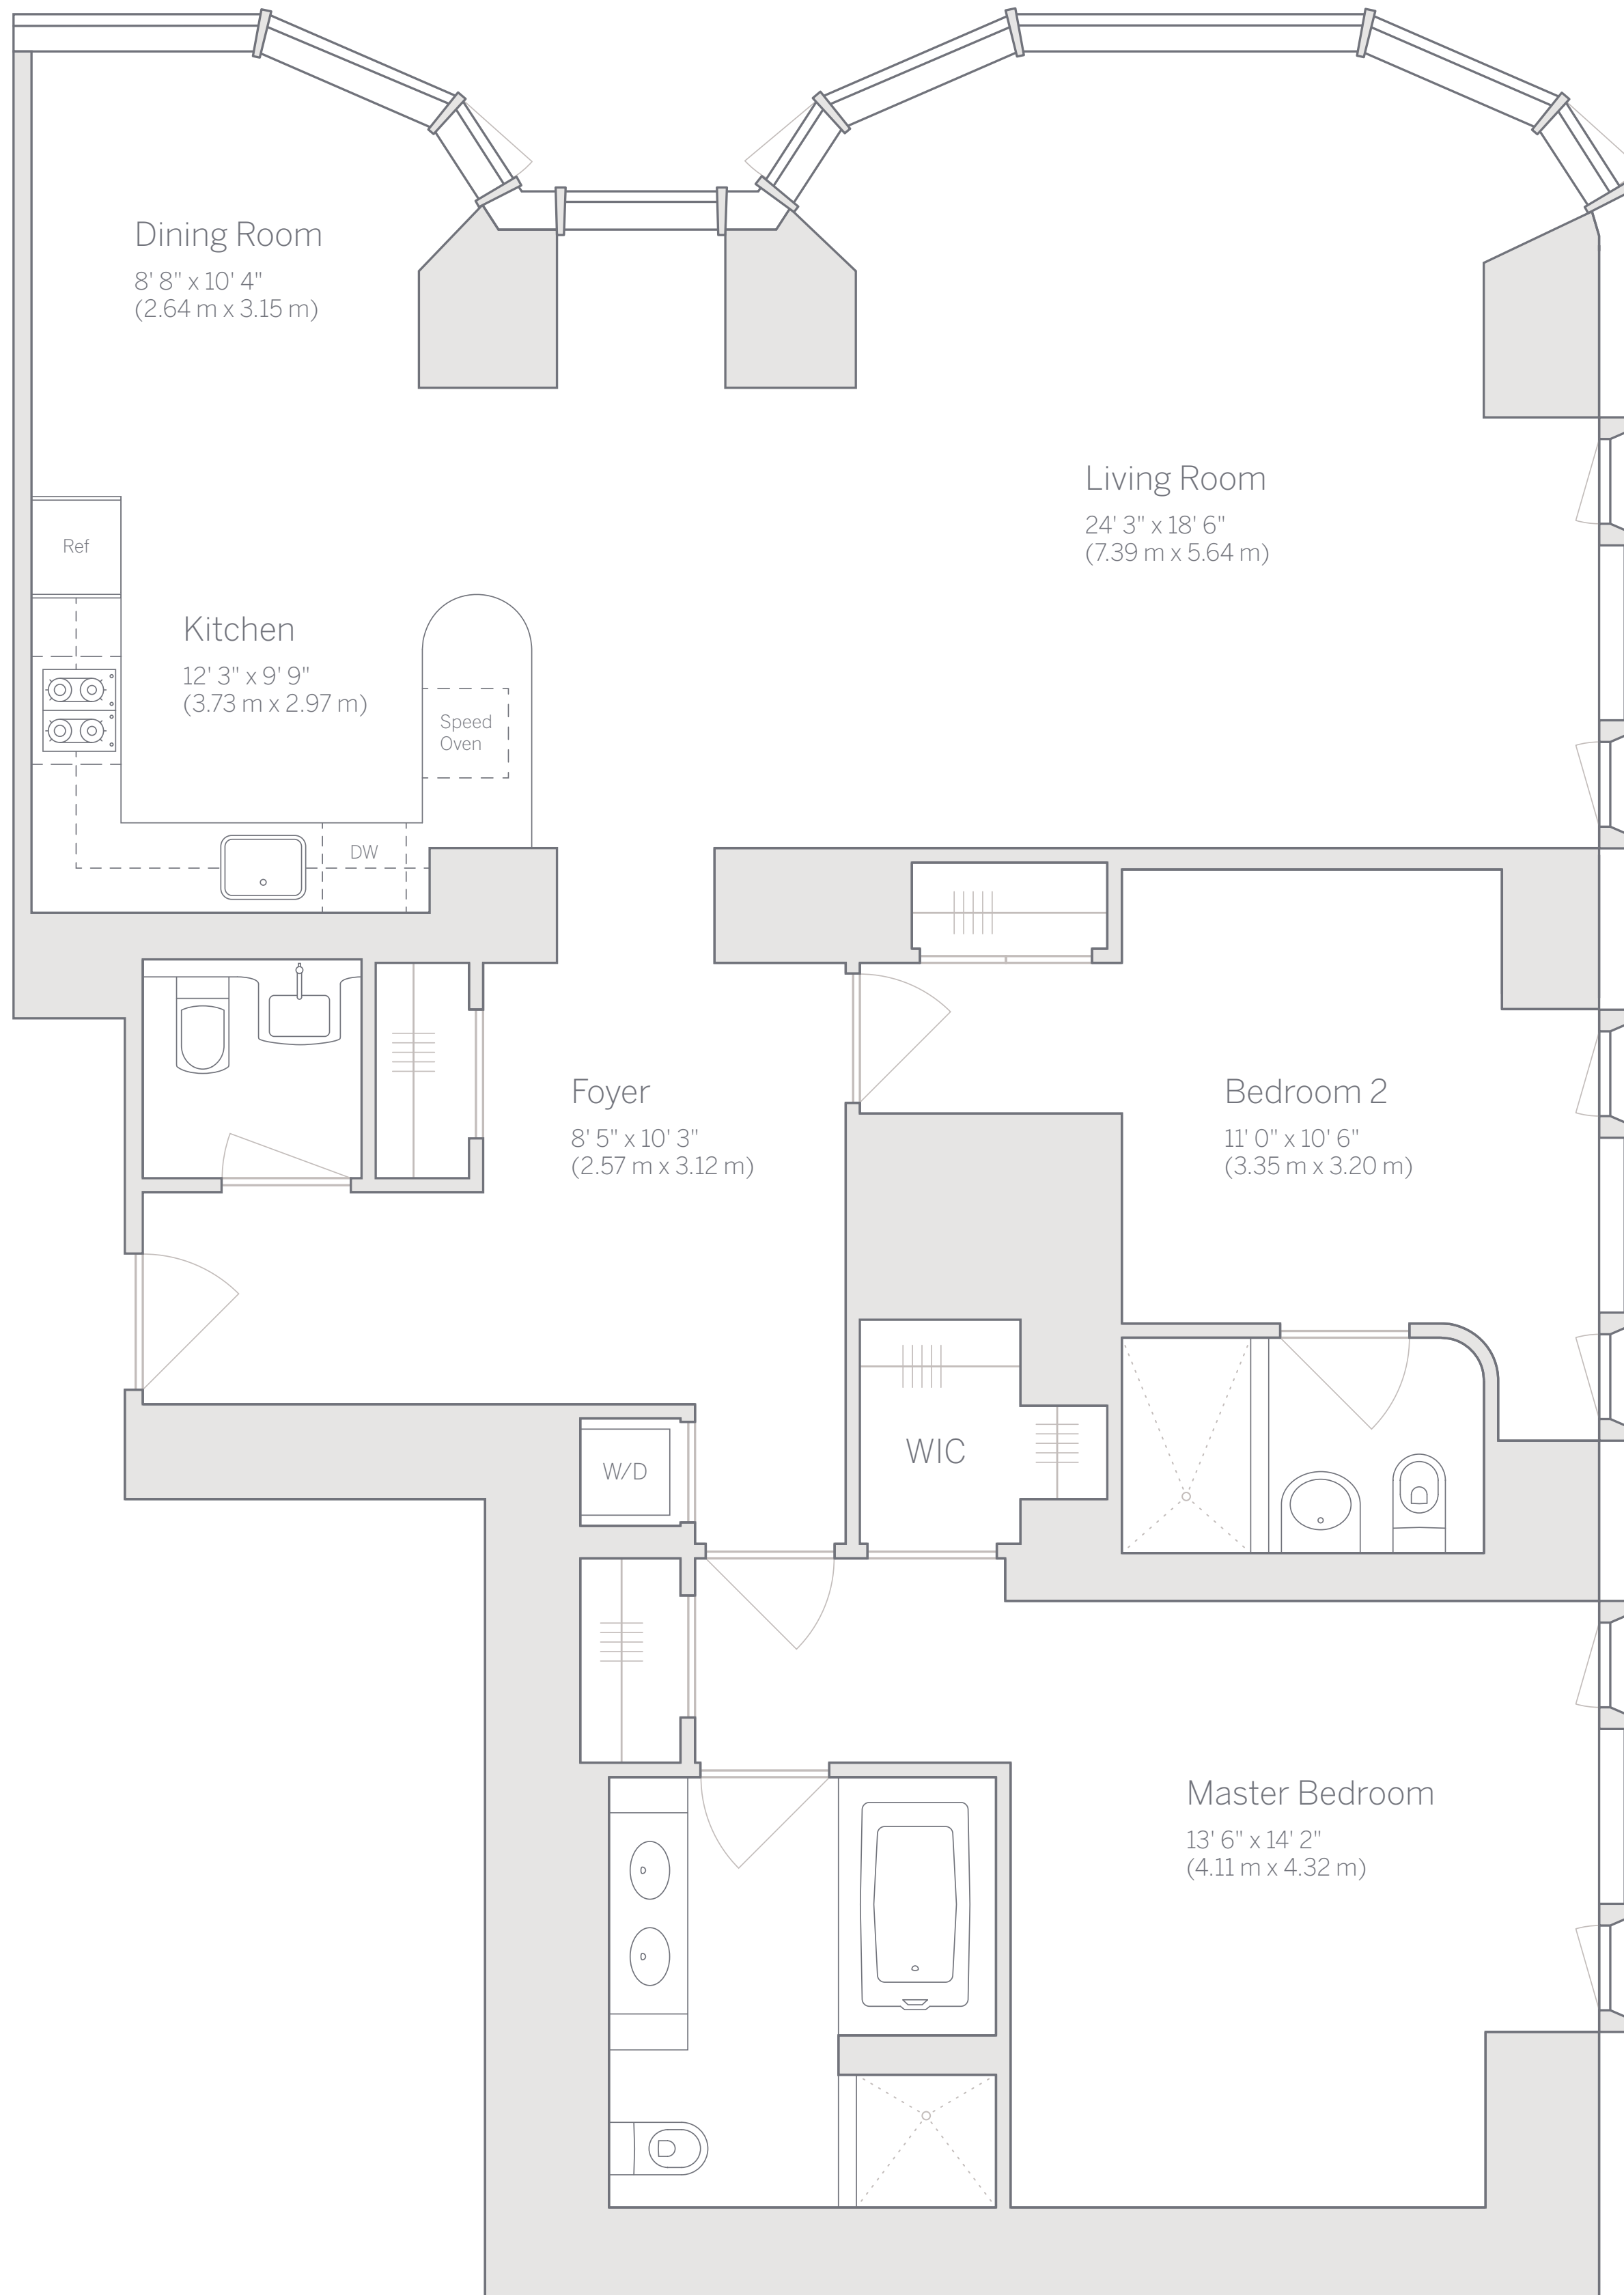 Dining Room
8' 8" x 10' 4"
(2.64 m x 3.15 m)
Living Room
24' 3" x 18' 6"
(7.39 m x 5.64 m)
Ref
Kitchen
12' 3" x 9' 9"
(3.73 m x 2.97 m)
Speed
Oven
DW
Foyer
8' 5" x 10' 3"
(2.57 m x 3.12 m)
Bedroom 2
11' 0" x 10' 6"
(3.35 m x 3.20 m)
WIC
W/D
Master Bedroom
13' 6" x 14' 2"
(4.11 m x 4.32 m)